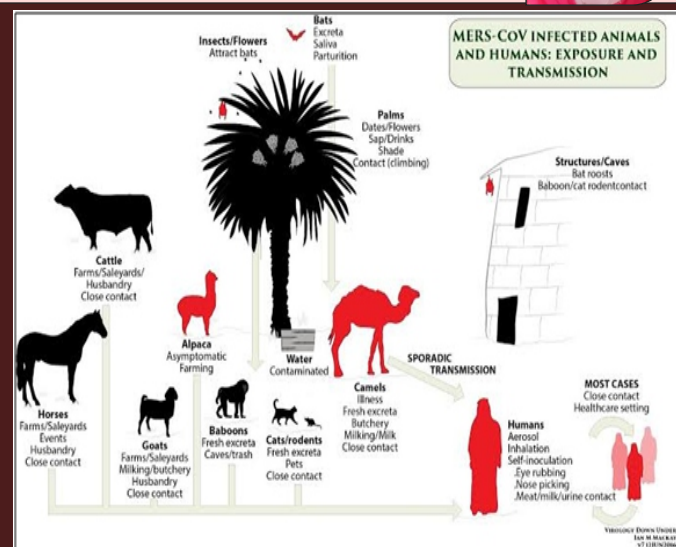 MERS-COV INFECTED ANIMALS
AND HUMANS: EXPOSURE AND
TRANSMISSION
Bats
Excreta
Saliva
Parturition
Insects/Flowers
Attract bats
Palms
Dates/Flowers
Sap/Drinks
Shade
Contact (climbing)
Structures/Caves
Bat roosts
Baboon/cat rodentcontact
Cattle
Farms/Saleyards/
Husbandry
Close contact
Alpaca
Asymptomatic
Farming
Water
Contaminated
Camels
Illness
Fresh excreta
Butchery
Milking/Milk
Close contact
SPORADIC
TRANSMISSION
MOST CASES
Close contact
Healthcare setting
Horses
Farms/Saleyards
Events
Husbandry
Close contact
Goats
Farms/Saleyards
Milking/butchery
Husbandry
Close contact
Baboons
Fresh excreta
Caves/trash
Cats/rodents
Fresh excreta
Pets
Close contact
Humans
Aerosol
Inhalation
Self-inoculation
.Eye rubbing
.Nose picking
.Meat/milk/urine contact
VIROLOGY DOWN UNDER
IAN M MACKAY